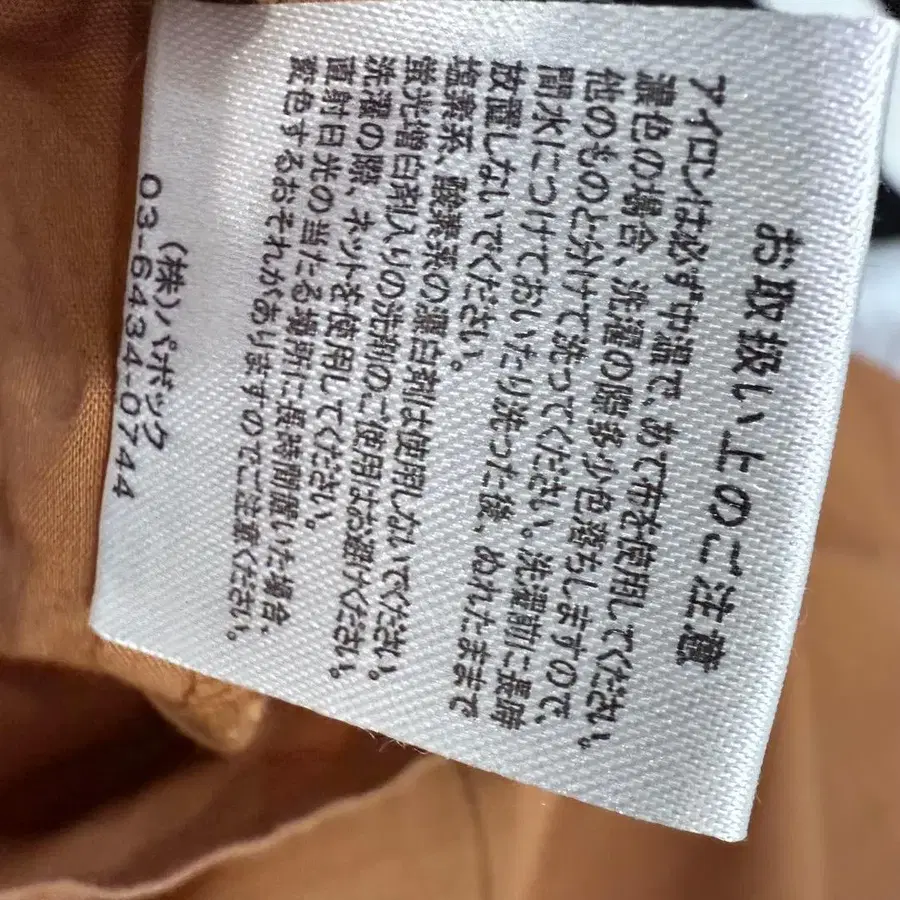 お取扱い上のご注意
アイロンは必ず中温で、あて布を使用してください。
濃色の場合、洗濯の際多少色落ちしますので、
他のものと分けて洗ってください。洗濯前に長時
間水につけておいたり洗った後、ぬれたままで
放置しないでください。
塩素系、酸素系の漂白剤は使用しないでください。
蛍光増白剤入りの洗剤のご使用はお避けください。
洗濯の際、ネットを使用してください。
直射日光の当たる場所に長時間置いた場合、
変色するおそれがありますのでご注意ください。
(株)パポック
03-6434-0744